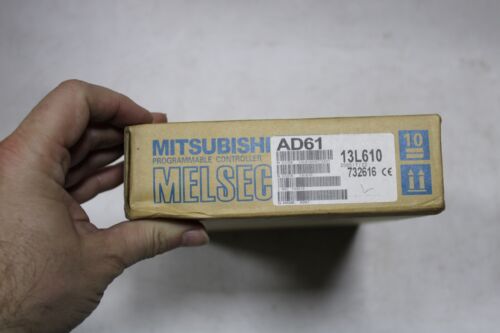 MITSUBISHI
PROGRAMMABLE CONTROLLER
MELSEC
AD61
13L610
732616 CE
10